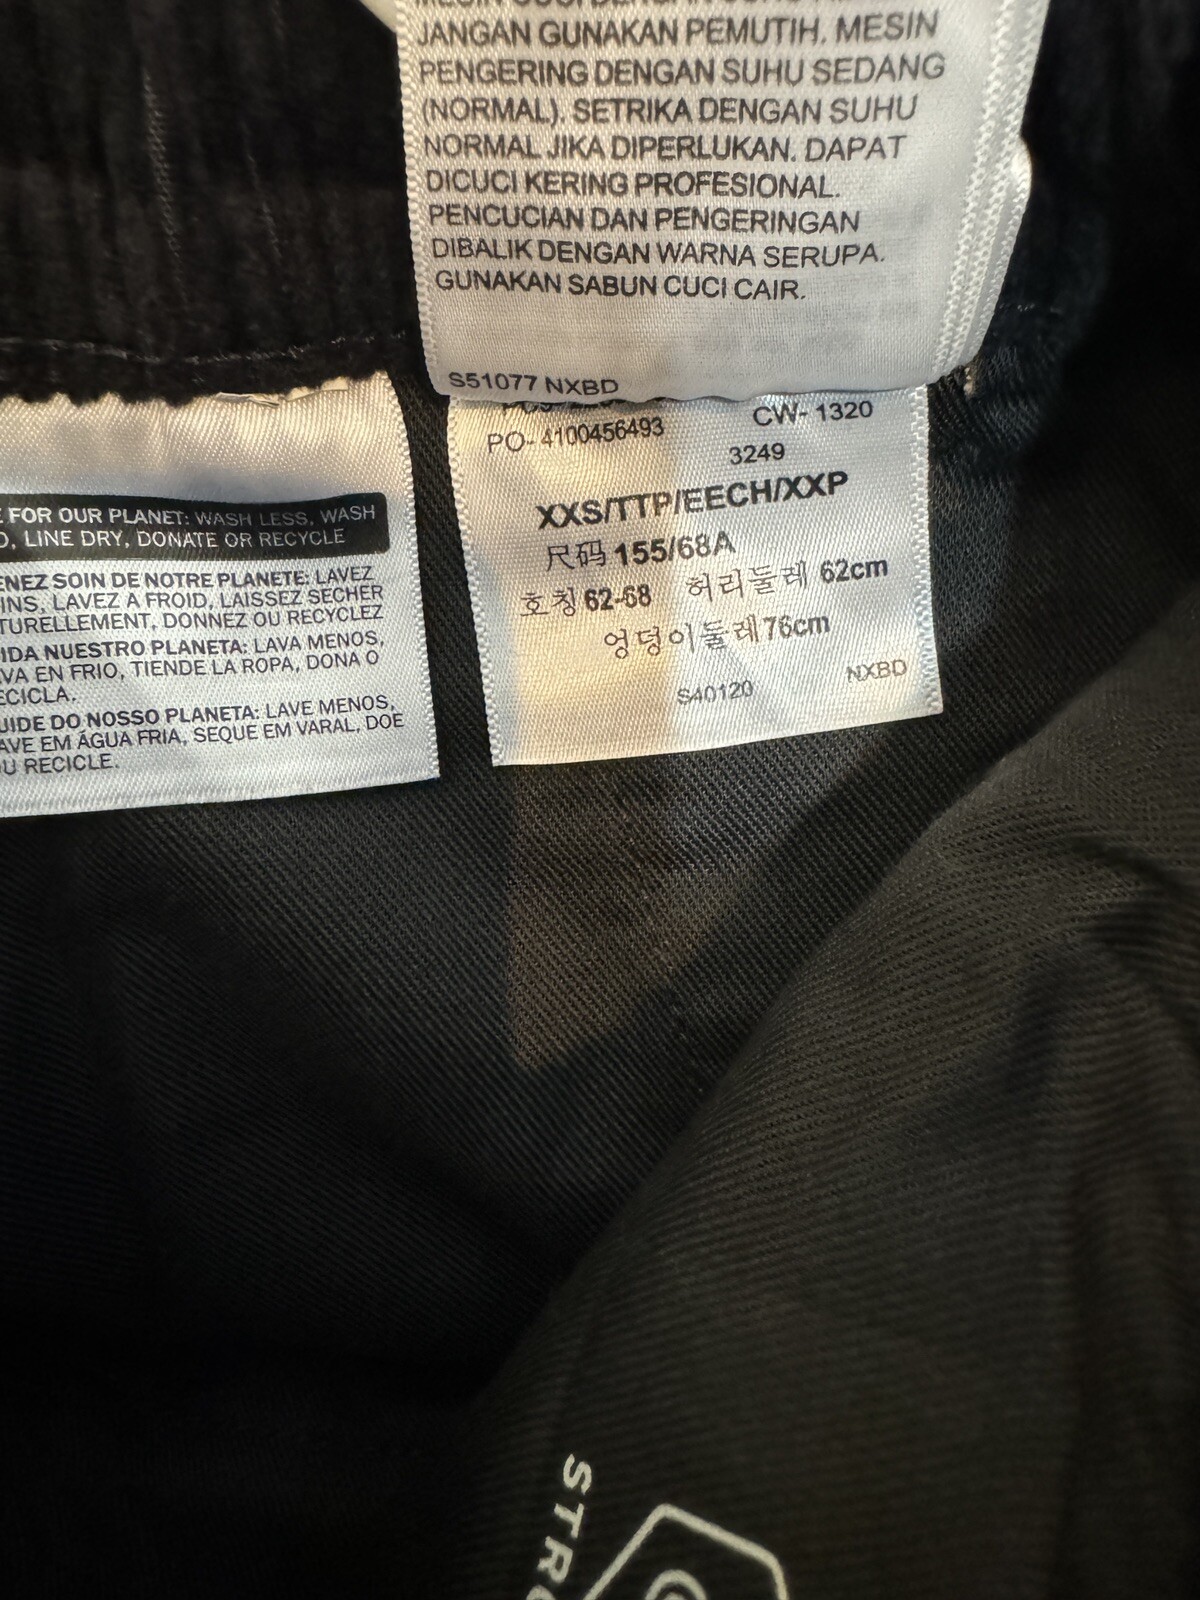 JANGAN GUNAKAN PEMUTIH. MESIN
PENGERING DENGAN SUHU SEDANG
(NORMAL). SETRIKA DENGAN SUHU
NORMAL JIKA DIPERLUKAN. DAPAT
DICUCI KERING PROFESIONAL.
PENCUCIAN DAN PENGERINGAN
DIBALIK DENGAN WARNA SERUPA.
GUNAKAN SABUN CUCI CAIR.
S51077 NXBD
PO- 4100456493 CW- 1320
3249
XXS/TTP/EECH/XXP
尺码 155/68A
호칭 62-68 허리둘레 62cm
엉덩이둘레 76cm
S40120 NXBD
FOR OUR PLANET: WASH LESS, WASH
LINE DRY, DONATE OR RECYCLE
SOIN DE NOTRE PLANETE: LAVEZ
LAVEZ A FROID, LAISSEZ SECHER
DONNEZ OU RECYCLEZ
NUESTRO PLANETA: LAVA MENOS,
EN FRIO, TIENDE LA ROPA, DONA O
DO NOSSO PLANETA: LAVE MENOS,
EM ÁGUA FRIA, SEQUE EM VARAL, DOE
RECICLE.